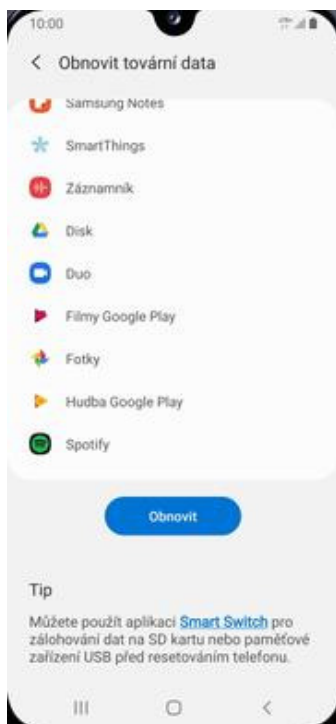 10:00
Obnovit tovární data
Samsung Notes
SmartThings
Záznamník
Disk
Duo
Filmy Google Play
Fotky
Hudba Google Play
Spotify
Obnovit
Tip
Můžete použít aplikaci Smart Switch pro
zálohování dat na SD kartu nebo paměťové
zařízení USB před resetováním telefonu.